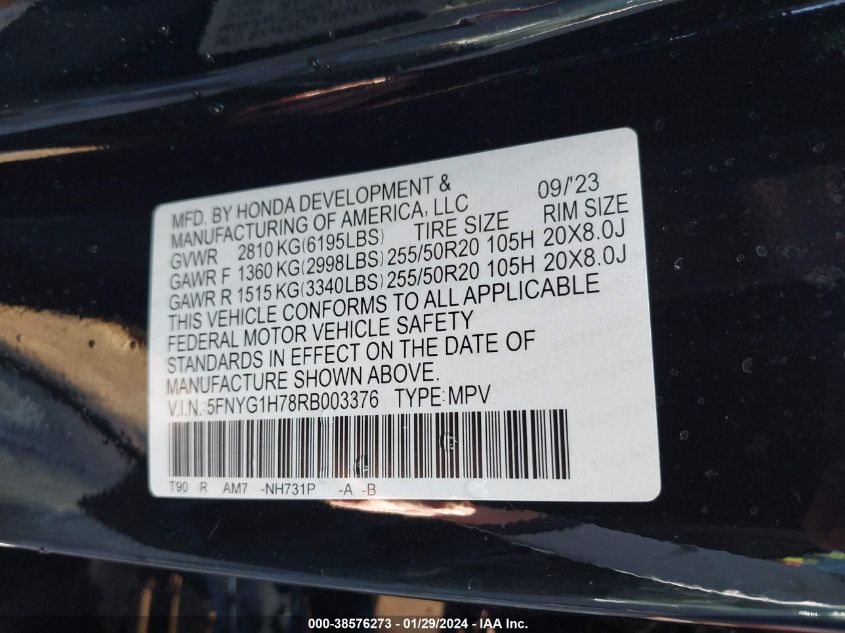 MFD. BY HONDA DEVELOPMENT &
MANUFACTURING OF AMERICA, LLC 09/'23
GVWR 2810 KG(6195LBS) TIRE SIZE RIM SIZE
GAWR F 1360 KG(2998LBS) 255/50R20 105H 20X8.0J
GAWR R 1515 KG(3340LBS) 255/50R20 105H 20X8.0J
THIS VEHICLE CONFORMS TO ALL APPLICABLE
FEDERAL MOTOR VEHICLE SAFETY
STANDARDS IN EFFECT ON THE DATE OF
MANUFACTURE SHOWN ABOVE.
V.I.N.: 5FNYG1H78RB003376 TYPE: MPV
T90 R AM7 -NH731P -A -B
000-38576273 - 01/29/2024 - IAA Inc.